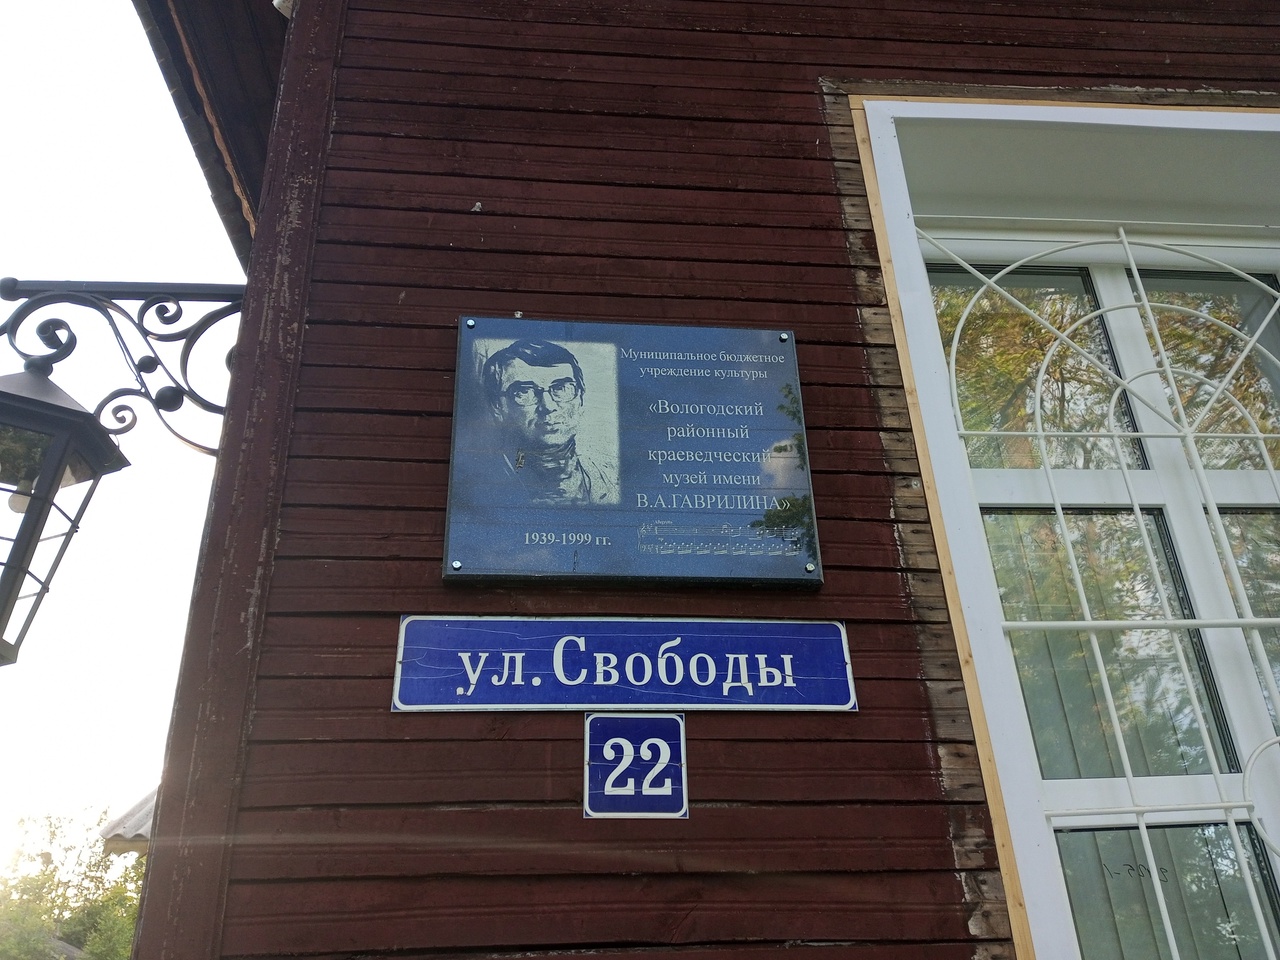 Муниципальное бюджетное
учреждение культуры
«Вологодский
районный
краеведческий
музей имени
В.А.ГАВРИЛИНА»
1939-1999 гг.
ул. Свободы
22